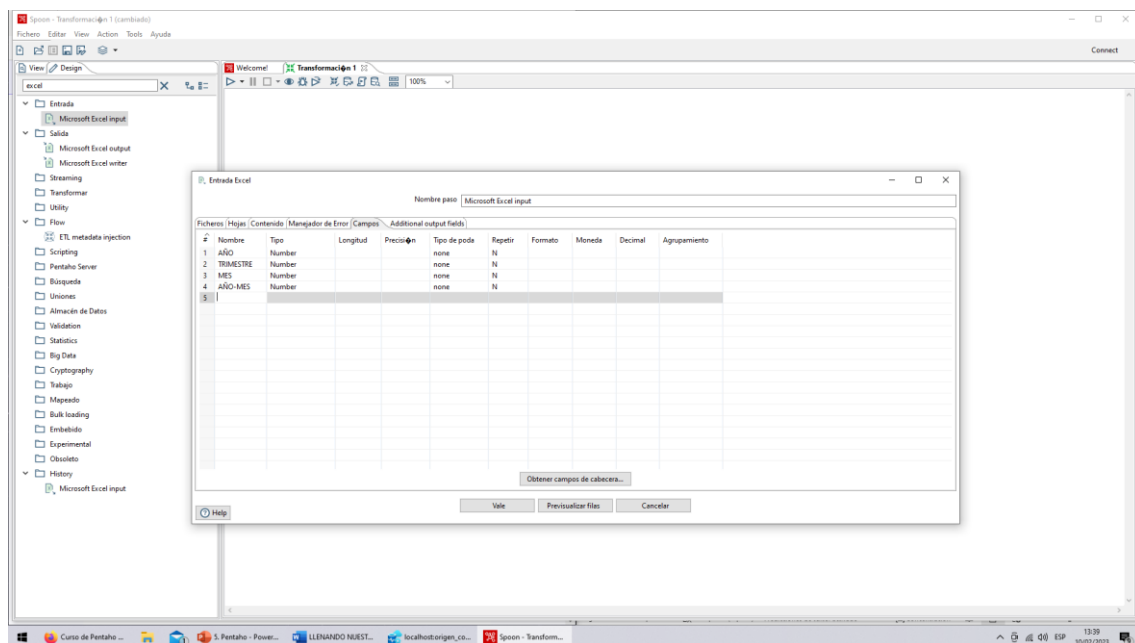 Spoon - Transformaci�n 1 (cambiado)
Fichero Editar View Action Tools Ayuda
Connect
View Design
excel
Entrada
Microsoft Excel input
Salida
Microsoft Excel output
Microsoft Excel writer
Streaming
Transformar
Utility
Flow
ETL metadata injection
Scripting
Pentaho Server
Búsqueda
Uniones
Almacén de Datos
Validation
Statistics
Big Data
Cryptography
Trabajo
Mapeado
Bulk loading
Embebido
Experimental
Obsoleto
History
Microsoft Excel input
Welcome! Transformaci�n 1
100%
Entrada Excel
Nombre paso Microsoft Excel input
Ficheros Hojas Contenido Manejador de Error Campos Additional output fields
# Nombre Tipo Longitud Precisi�n Tipo de poda Repetir Formato Moneda Decimal Agrupamiento
1 AÑO Number none N
2 TRIMESTRE Number none N
3 MES Number none N
4 AÑO-MES Number none N
5
Obtener campos de cabecera...
Vale Previsualizar filas Cancelar
Help
Curso de Pentaho ... S. Pentaho - Power... LLENANDO NUEST... localhost:origen_co... Spoon - Transform...
ESP 13:39
10/02/2023